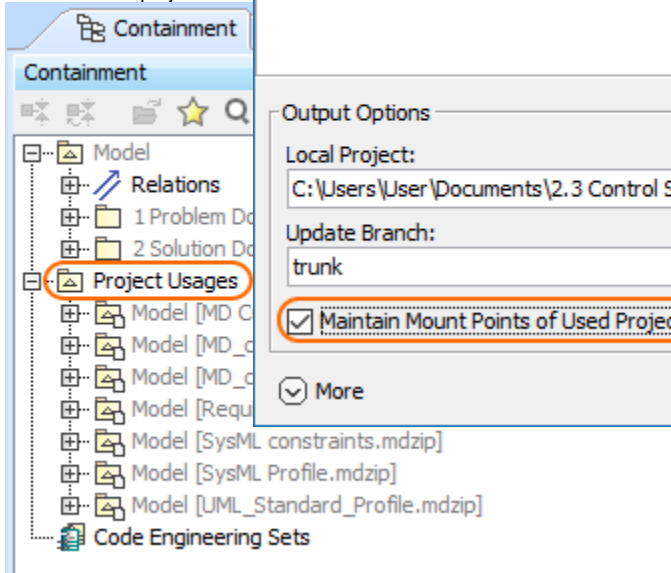 Containment
Containment
Model
Relations
1 Problem Do
2 Solution Do
Project Usages
Model [MD C
Model [MD_c
Model [MD_c
Model [Requi
Model [SysML constraints.mdzip]
Model [SysML Profile.mdzip]
Model [UML_Standard_Profile.mdzip]
Code Engineering Sets
Output Options
Local Project:
C:\Users\User\Documents\2.3 Control S
Update Branch:
trunk
Maintain Mount Points of Used Projec
More